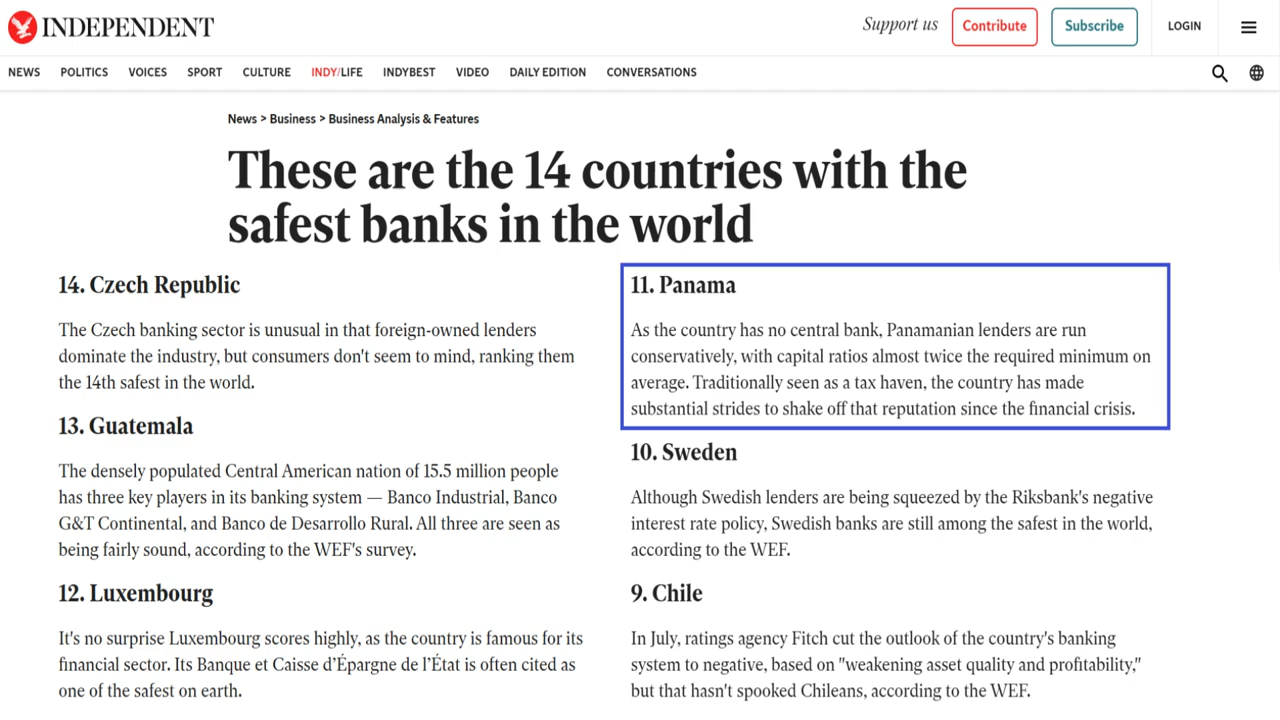 INDEPENDENT
Support us
Contribute
Subscribe
LOGIN
NEWS
POLITICS
VOICES
SPORT
CULTURE
INDY/LIFE
INDYBEST
VIDEO
DAILY EDITION
CONVERSATIONS
News > Business > Business Analysis & Features
These are the 14 countries with the
safest banks in the world
14. Czech Republic
The Czech banking sector is unusual in that foreign-owned lenders
dominate the industry, but consumers don't seem to mind, ranking them
the 14th safest in the world.
13. Guatemala
The densely populated Central American nation of 15.5 million people
has three key players in its banking system — Banco Industrial, Banco
G&T Continental, and Banco de Desarrollo Rural. All three are seen as
being fairly sound, according to the WEF's survey.
12. Luxembourg
It's no surprise Luxembourg scores highly, as the country is famous for its
financial sector. Its Banque et Caisse d’Épargne de l’État is often cited as
one of the safest on earth.
11. Panama
As the country has no central bank, Panamanian lenders are run
conservatively, with capital ratios almost twice the required minimum on
average. Traditionally seen as a tax haven, the country has made
substantial strides to shake off that reputation since the financial crisis.
10. Sweden
Although Swedish lenders are being squeezed by the Riksbank's negative
interest rate policy, Swedish banks are still among the safest in the world,
according to the WEF.
9. Chile
In July, ratings agency Fitch cut the outlook of the country's banking
system to negative, based on "weakening asset quality and profitability,"
but that hasn't spooked Chileans, according to the WEF.